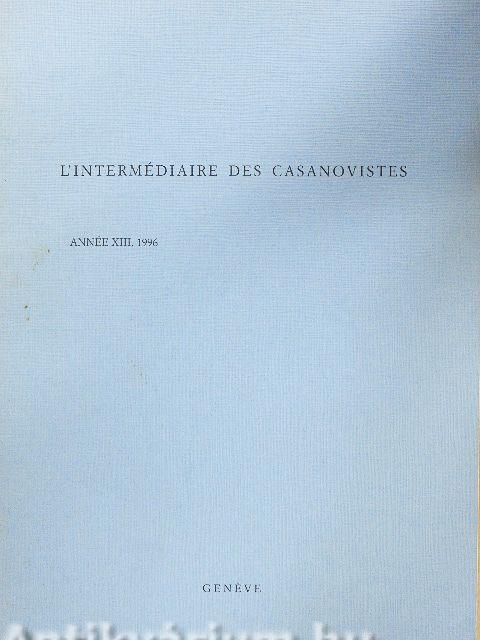 L'INTERMÉDIAIRE DES CASANOVISTES
ANNÉE XIII, 1996
GENÈVE